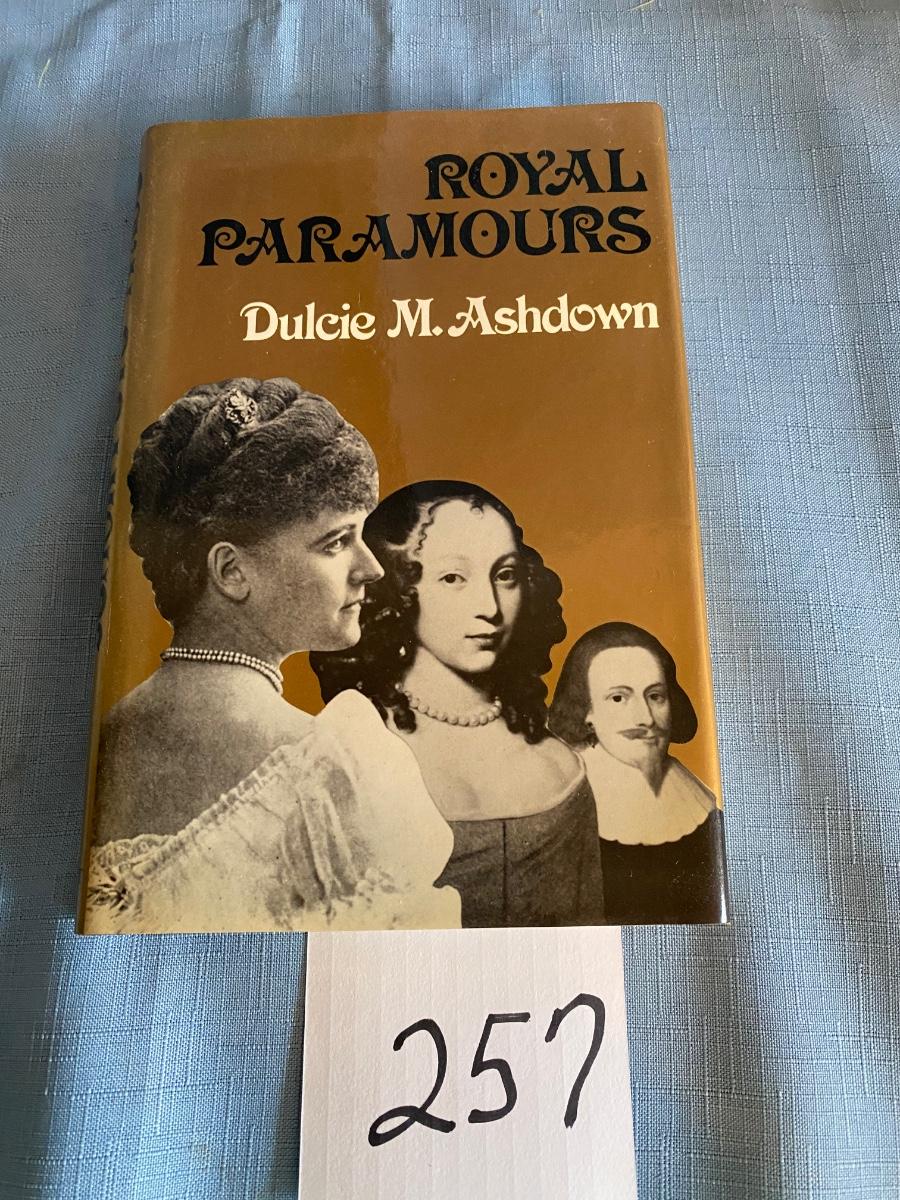 ROYAL
PARAMOURS
Dulcie M. Ashdown
257